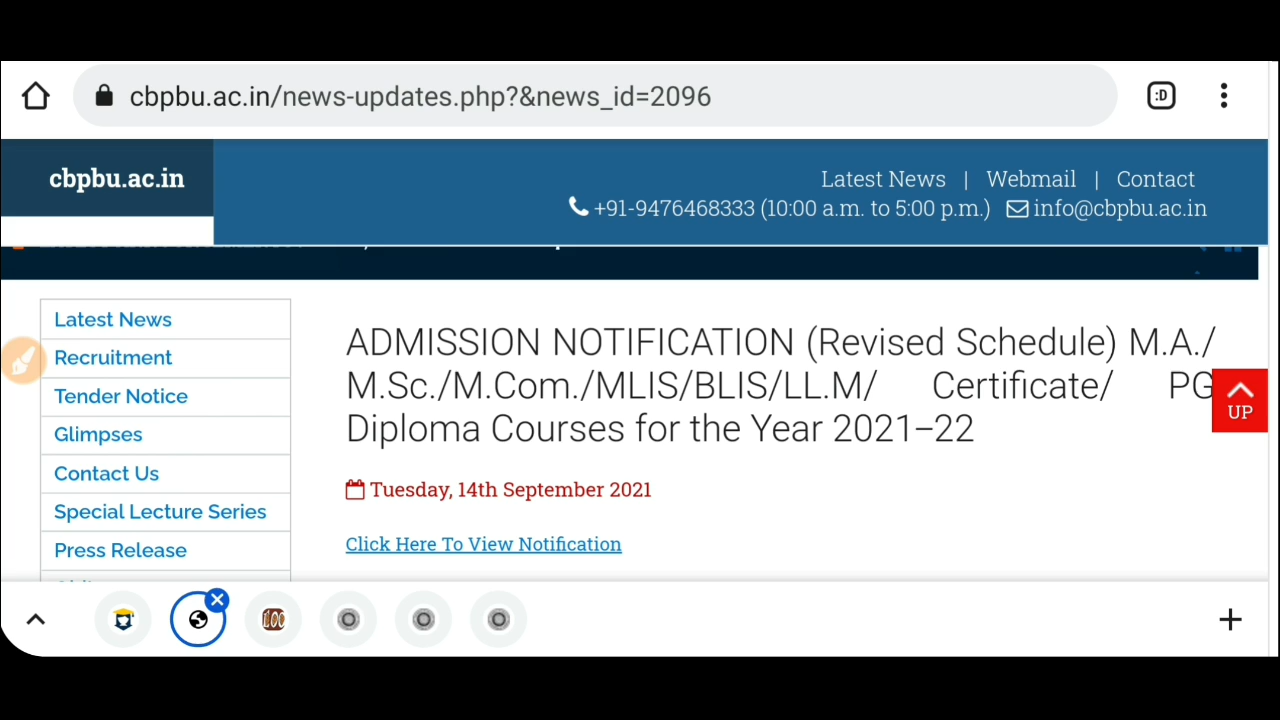 cbpbu.ac.in/news-updates.php?&news_id=2096
:D
cbpbu.ac.in
Latest News | Webmail | Contact
+91-9476468333 (10:00 a.m. to 5:00 p.m.) info@cbpbu.ac.in
Latest News
Recruitment
Tender Notice
Glimpses
Contact Us
Special Lecture Series
Press Release
ADMISSION NOTIFICATION (Revised Schedule) M.A./
M.Sc./M.Com./MLIS/BLIS/LL.M/ Certificate/ PG
Diploma Courses for the Year 2021–22
Tuesday, 14th September 2021
Click Here To View Notification
UP
100